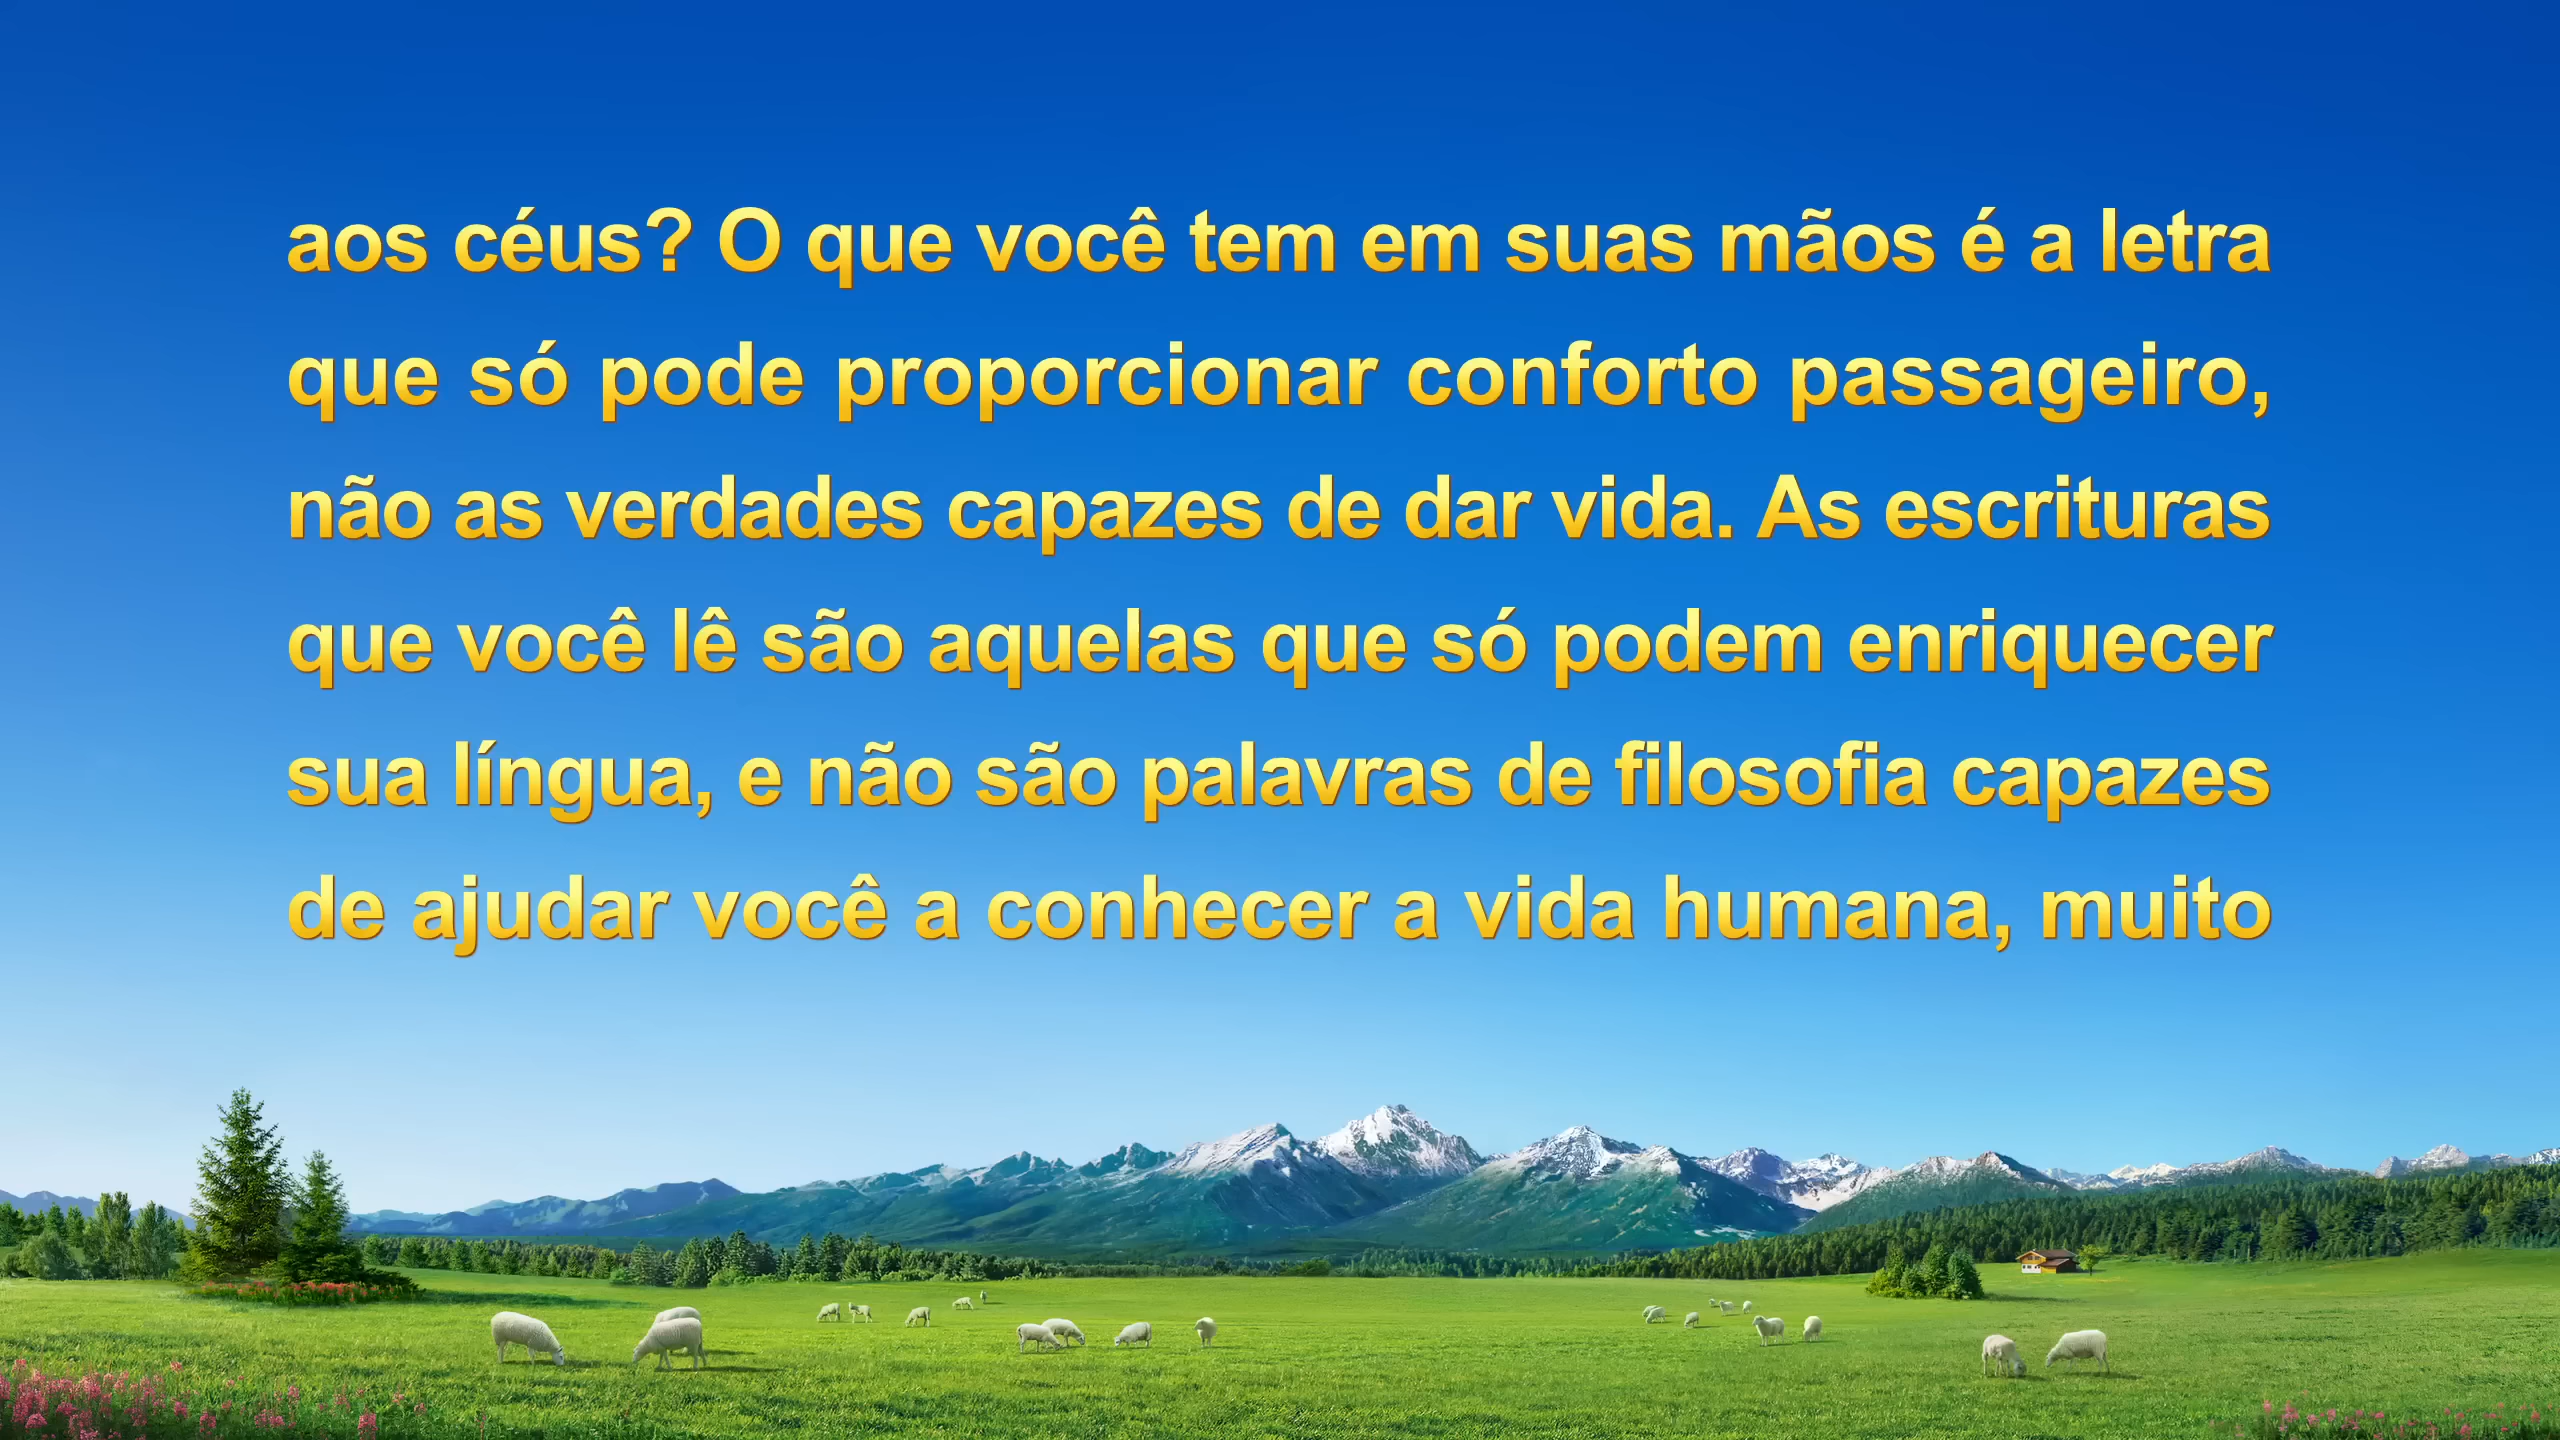 aos céus? O que você tem em suas mãos é a letra
que só pode proporcionar conforto passageiro,
não as verdades capazes de dar vida. As escrituras
que você lê são aquelas que só podem enriquecer
sua língua, e não são palavras de filosofia capazes
de ajudar você a conhecer a vida humana, muito